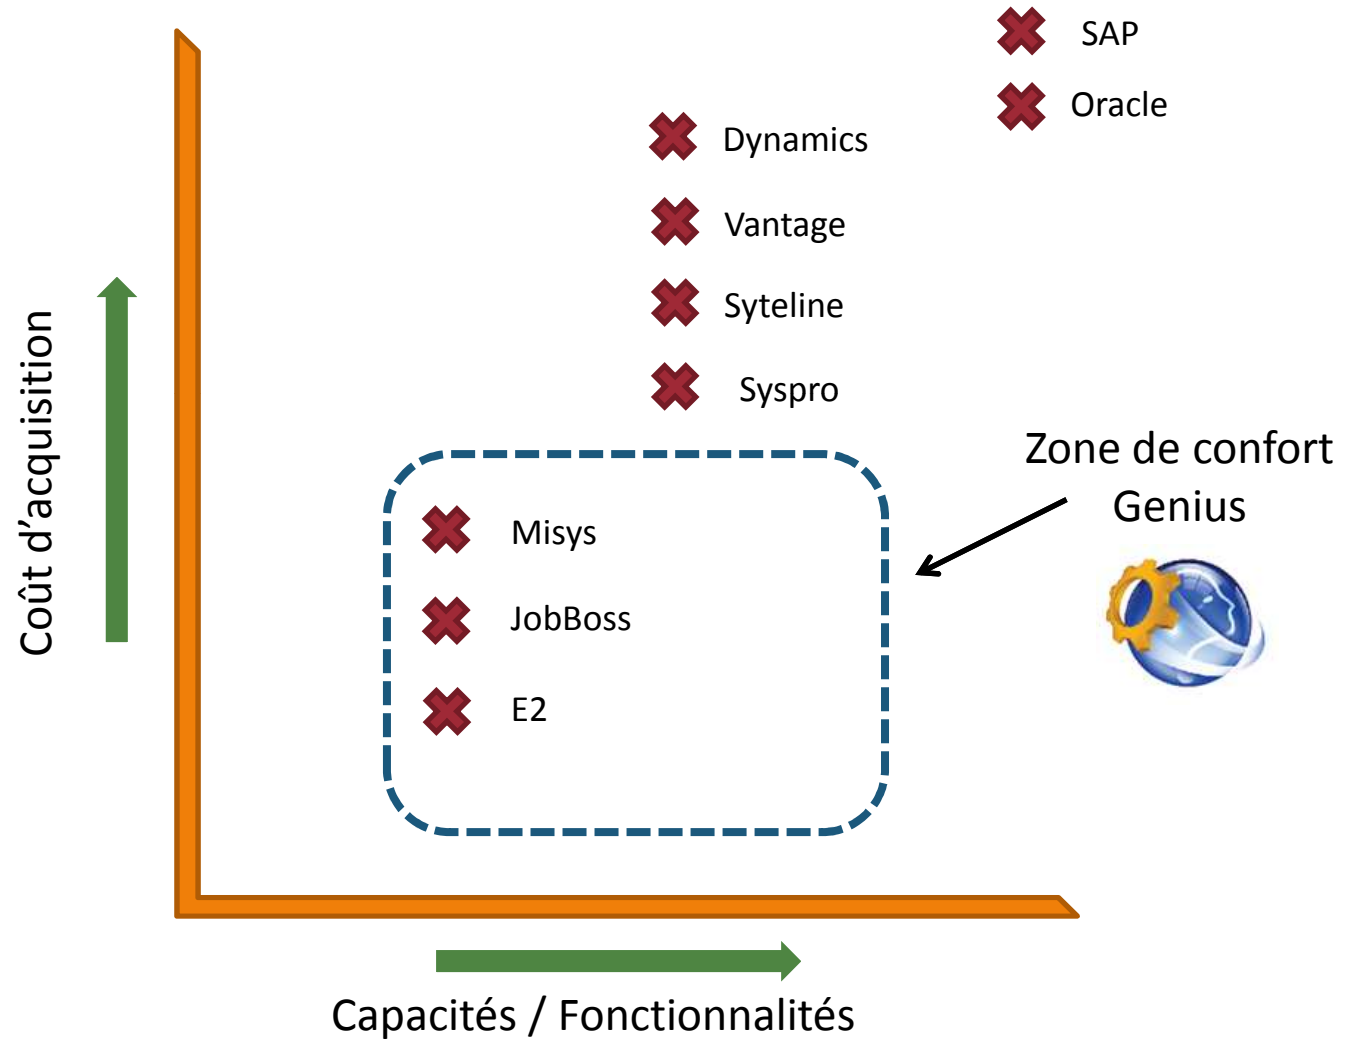 SAP
Oracle
Dynamics
Vantage
Syteline
Syspro
Zone de confort
Genius
Misys
JobBoss
E2
Coût d’acquisition
Capacités / Fonctionnalités